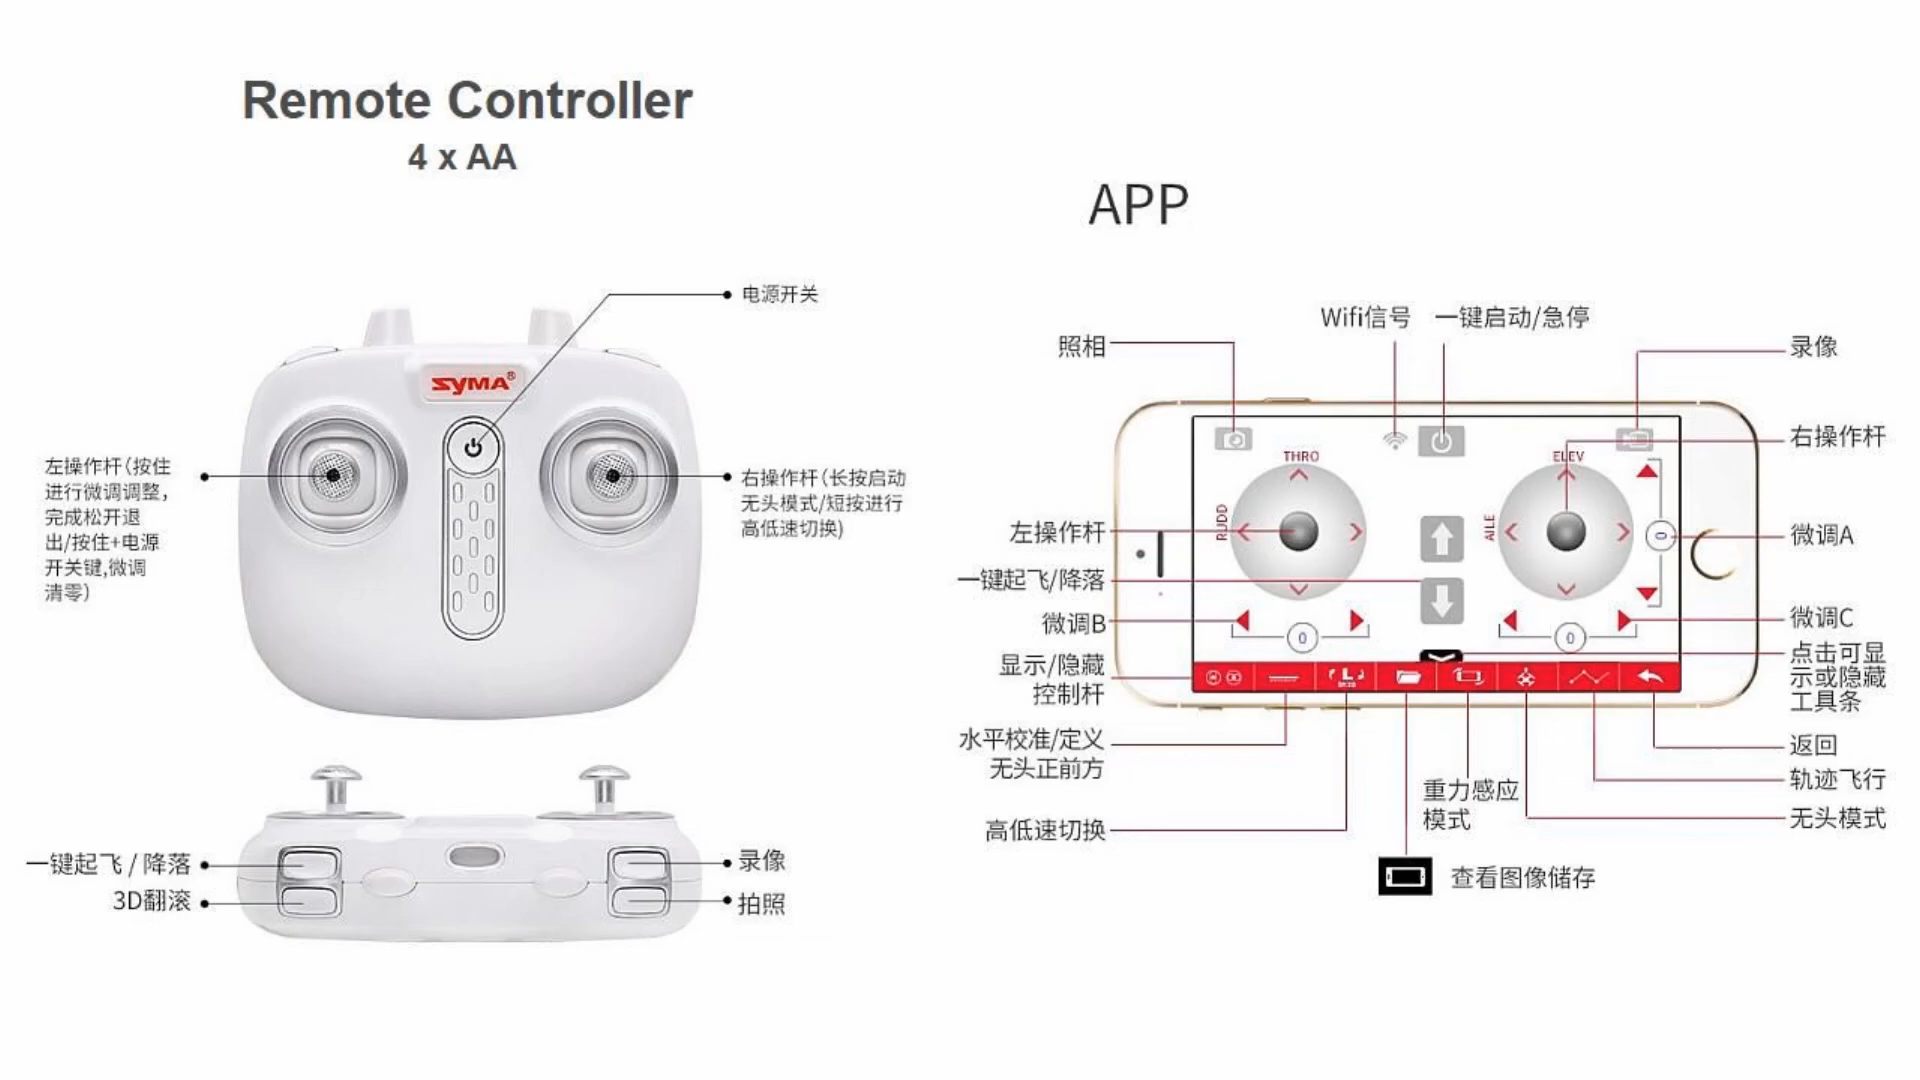 Remote Controller
4 x AA
电源开关
SYMA®
左操作杆(按住
进行微调调整,
完成松开退
出/按住+电源
开关键,微调
清零)
右操作杆(长按启动
无头模式/短按进行
高低速切换)
一键起飞 / 降落
3D翻滚
录像
拍照
APP
Wifi信号
一键启动/急停
照相
录像
右操作杆
THRO
ELEV
RUDD
AILE
左操作杆
微调A
0
一键起飞/降落
微调B
0
0
微调C
显示/隐藏
控制杆
点击可显
示或隐藏
工具条
水平校准/定义
无头正前方
返回
重力感应
模式
轨迹飞行
高低速切换
无头模式
查看图像储存